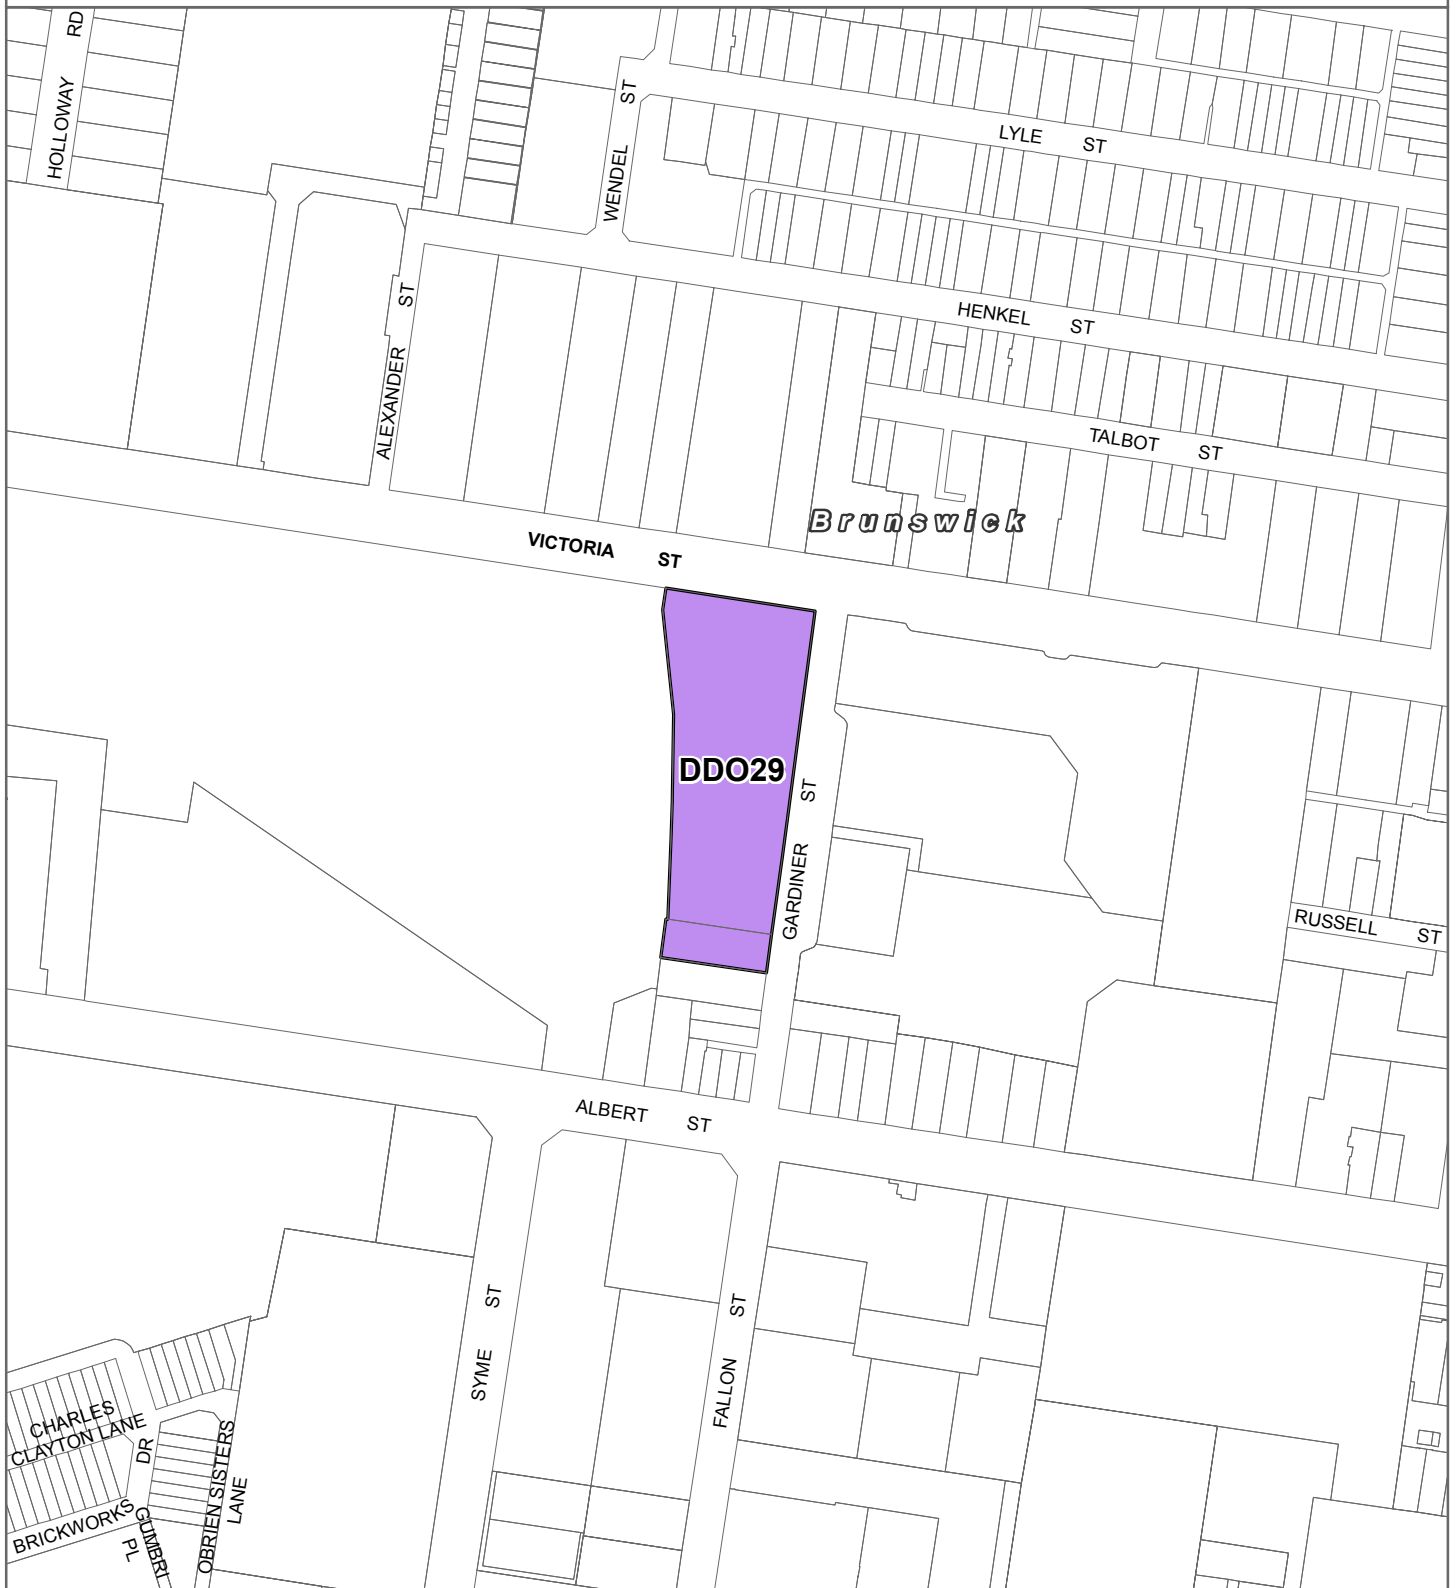 HOLLOWAY RD
WENDEL ST
LYLE ST
ALEXANDER ST
HENKEL ST
TALBOT ST
Brunswick
VICTORIA ST
DDO29
GARDINER ST
RUSSELL ST
ALBERT ST
SYME ST
FALLON ST
CHARLES
CLAYTON LANE
BRICKWORKS DR
GUMBRI
PL
OBRIEN SISTERS
LANE